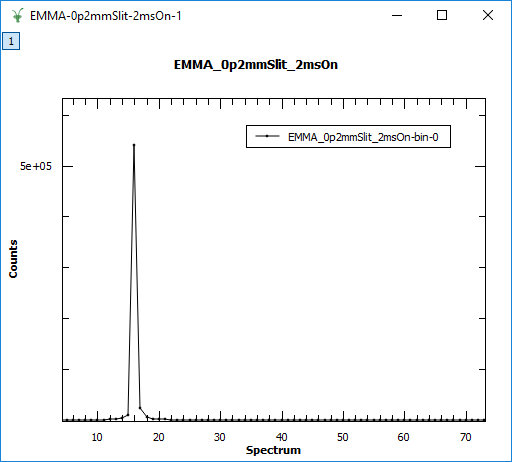 EMMA-0p2mmSlit-2msOn-1
1
EMMA_0p2mmSlit_2msOn
EMMA_0p2mmSlit_2msOn-bin-0
5e+05
Counts
10 20 30 40 50 60 70
Spectrum